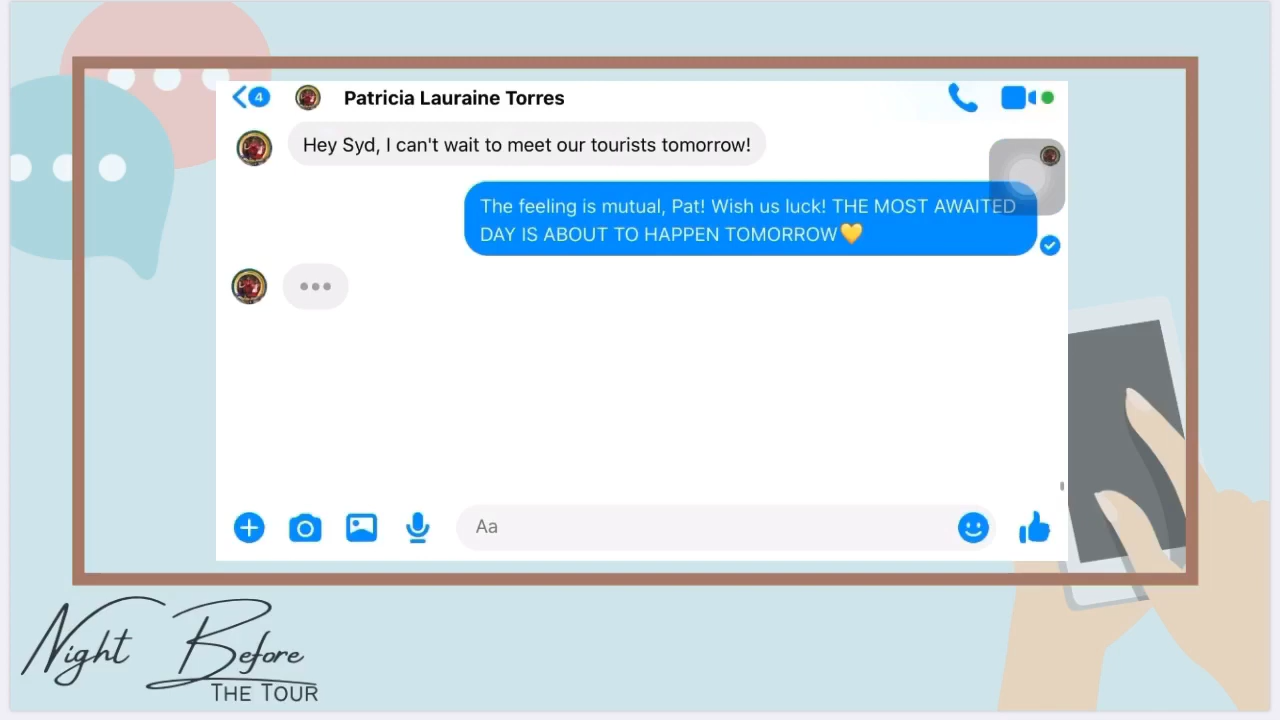 4
Patricia Lauraine Torres
Hey Syd, I can't wait to meet our tourists tomorrow!
The feeling is mutual, Pat! Wish us luck! THE MOST AWAITED
DAY IS ABOUT TO HAPPEN TOMORROW💛
Aa
Night Before
THE TOUR